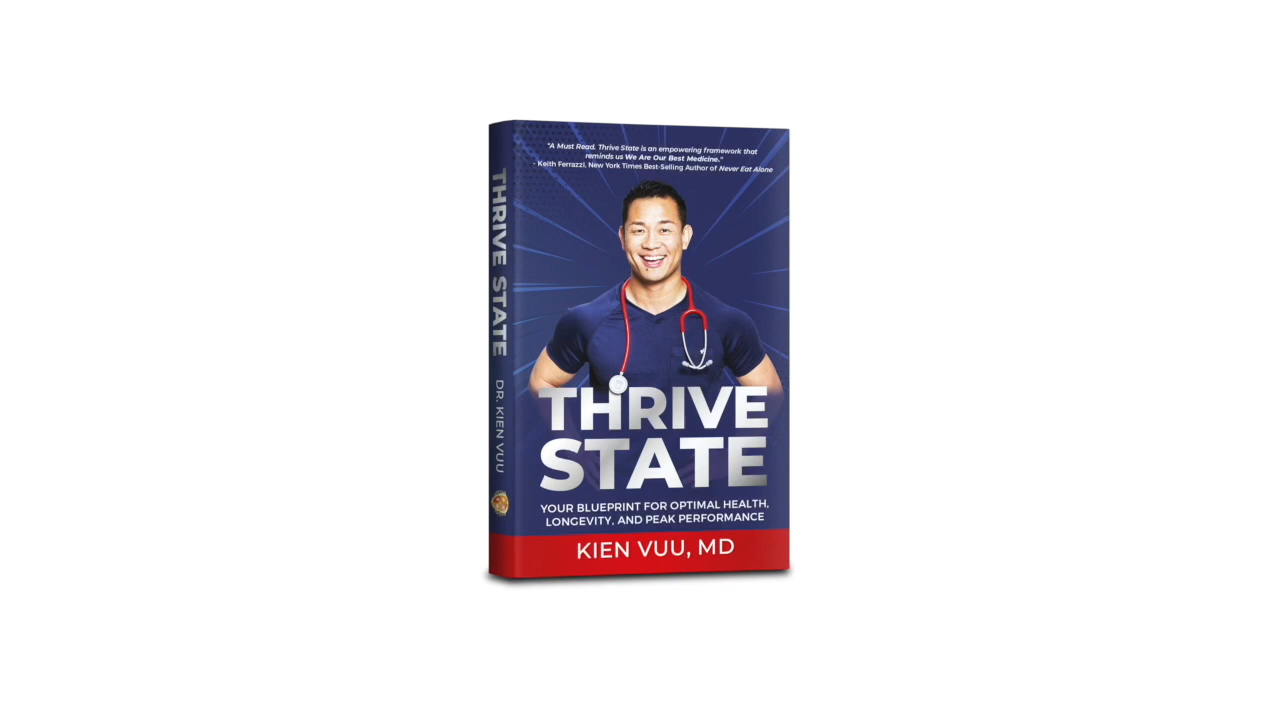 "A Must Read. Thrive State is an empowering framework that
reminds us We Are Our Best Medicine."
- Keith Ferrazzi, New York Times Best-Selling Author of Never Eat Alone
THRIVE
STATE
YOUR BLUEPRINT FOR OPTIMAL HEALTH,
LONGEVITY, AND PEAK PERFORMANCE
KIEN VUU, MD
THRIVE STATE
DR. KIEN VUU